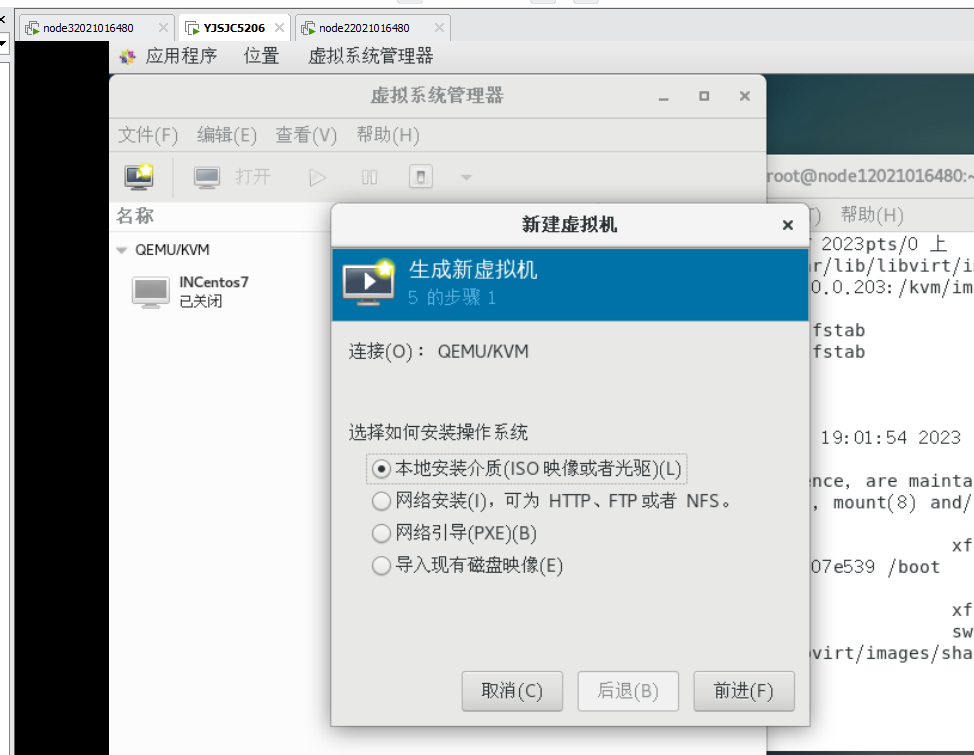 node32021016480
YJSJC5206
node22021016480
应用程序 位置 虚拟系统管理器
虚拟系统管理器
文件(F) 编辑(E) 查看(V) 帮助(H)
打开
root@node12021016480:~
帮助(H)
名称
QEMU/KVM
INCentos7
已关闭
新建虚拟机
生成新虚拟机
5 的步骤 1
连接(O)： QEMU/KVM
选择如何安装操作系统
本地安装介质(ISO 映像或者光驱)(L)
网络安装(I)，可为 HTTP、FTP 或者 NFS。
网络引导(PXE)(B)
导入现有磁盘映像(E)
取消(C) 后退(B) 前进(F)
2023pts/0 上
r/lib/libvirt/i
0.0.203:/kvm/im
fstab
fstab
19:01:54 2023
ence, are mainta
, mount(8) and/
xf
07e539 /boot
xf
sw
virt/images/sha